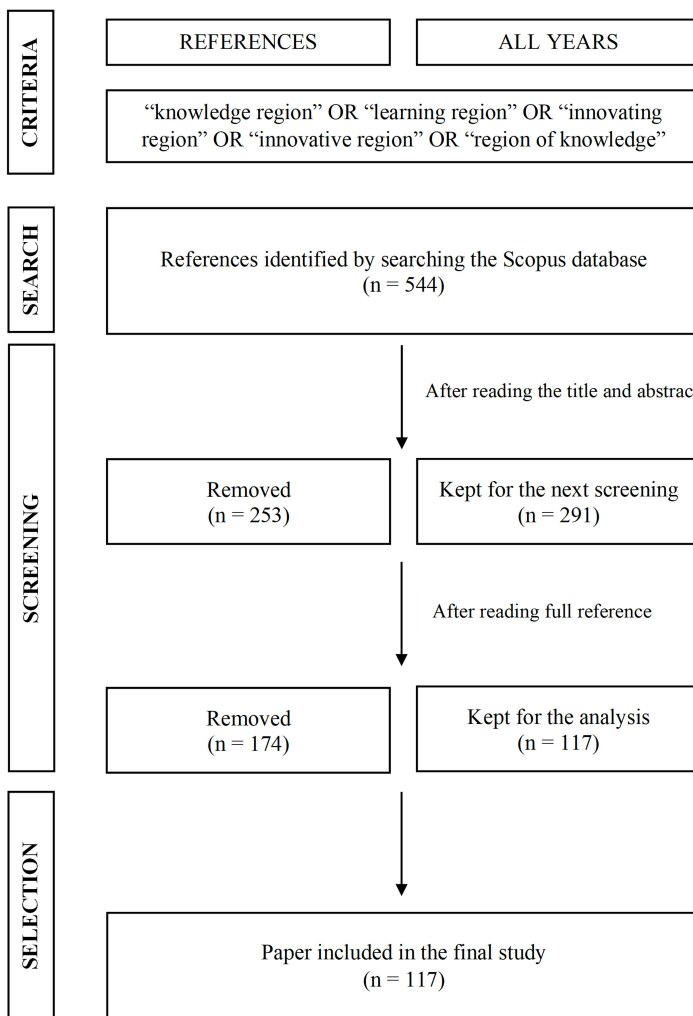 CRITERIA
REFERENCES
ALL YEARS
“knowledge region” OR “learning region” OR “innovating
region” OR “innovative region” OR “region of knowledge”
SEARCH
References identified by searching the Scopus database
(n = 544)
SCREENING
After reading the title and abstrac
Removed
(n = 253)
Kept for the next screening
(n = 291)
After reading full reference
Removed
(n = 174)
Kept for the analysis
(n = 117)
SELECTION
Paper included in the final study
(n = 117)